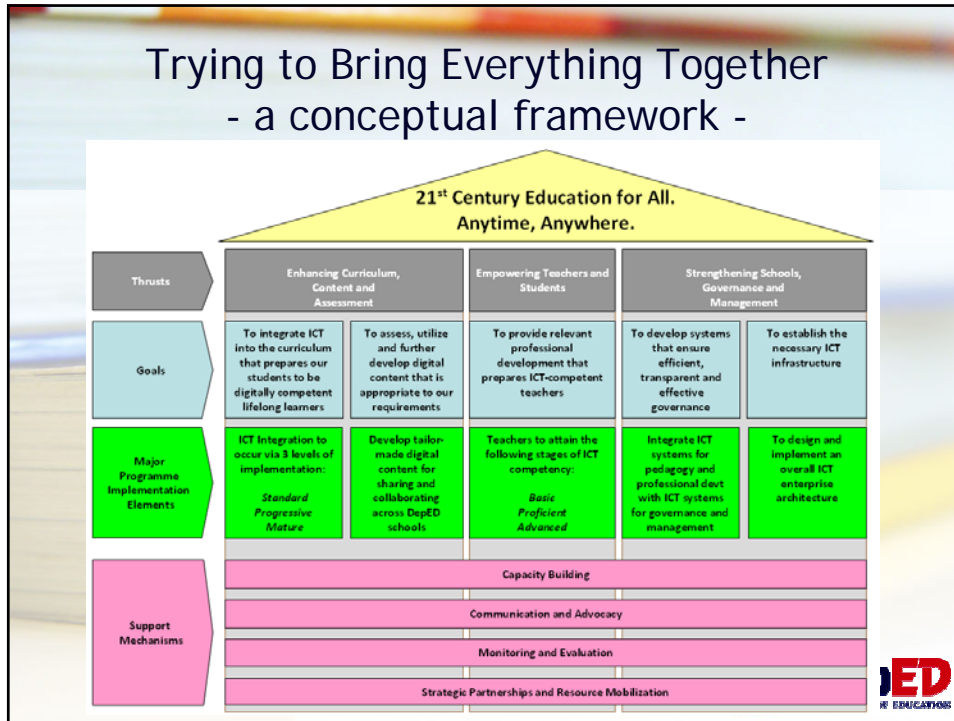 Trying to Bring Everything Together
- a conceptual framework -
21st Century Education for All.
Anytime, Anywhere.
Thrusts
Enhancing Curriculum,
Content and
Assessment
Empowering Teachers and
Students
Strengthening Schools,
Governance and
Management
Goals
To integrate ICT
into the curriculum
that prepares our
students to be
digitally competent
lifelong learners
To assess, utilize
and further
develop digital
content that is
appropriate to our
requirements
To provide relevant
professional
development that
prepares ICT-competent
teachers
To develop systems
that ensure
efficient,
transparent and
effective
governance
To establish the
necessary ICT
infrastructure
Major
Programme
Implementation
Elements
ICT Integration to
occur via 3 levels of
implementation:
Standard
Progressive
Mature
Develop tailor-
made digital
content for
sharing and
collaborating
across DepED
schools
Teachers to attain the
following stages of ICT
competency:
Basic
Proficient
Advanced
Integrate ICT
systems for
pedagogy and
professional devt
with ICT systems
for governance and
management
To design and
implement an
overall ICT
enterprise
architecture
Support
Mechanisms
Capacity Building
Communication and Advocacy
Monitoring and Evaluation
Strategic Partnerships and Resource Mobilization
ED
EDUCATION